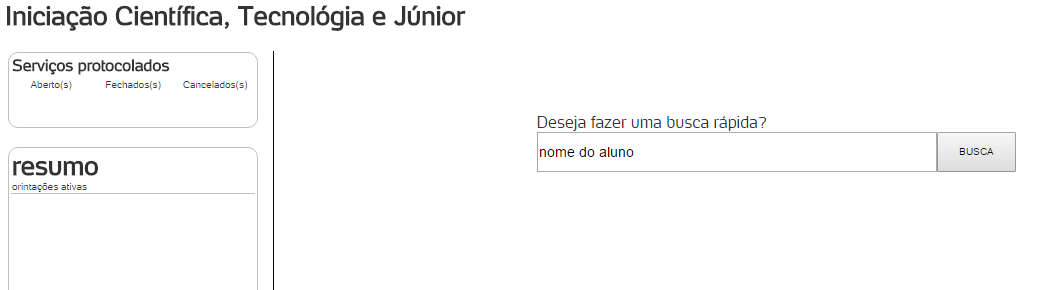 Iniciação Científica, Tecnológia e Júnior
Serviços protocolados
Aberto(s) Fechados(s) Cancelados(s)
resumo
orintações ativas
Deseja fazer uma busca rápida?
nome do aluno
BUSCA